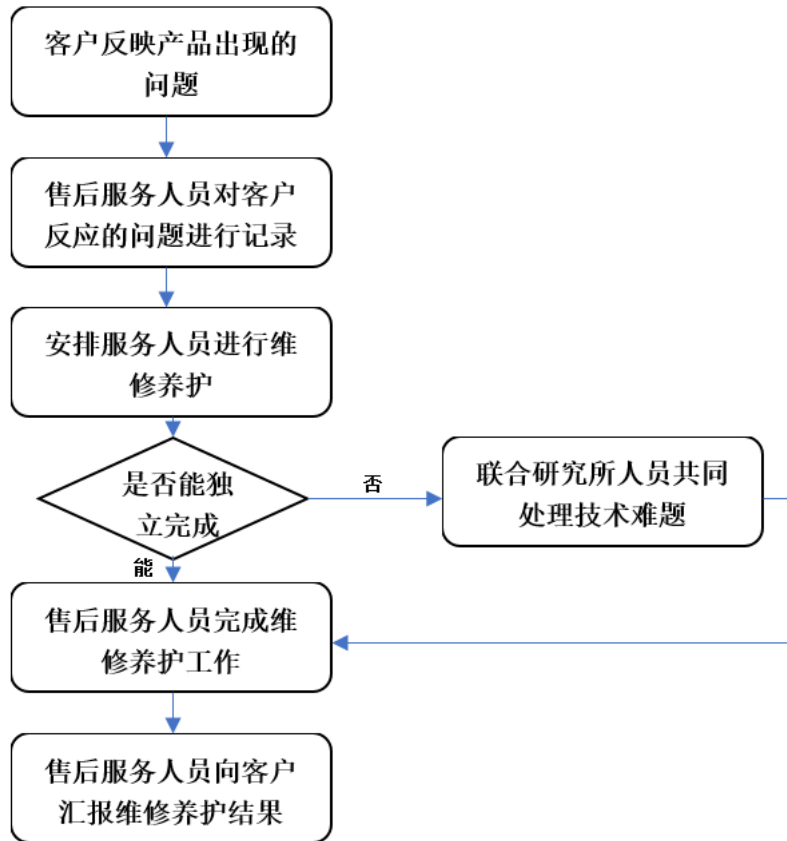 客户反映产品出现的
问题
售后服务人员对客户
反应的问题进行记录
安排服务人员进行维
修养护
是否能独
立完成
否
联合研究所人员共同
处理技术难题
能
售后服务人员完成维
修养护工作
售后服务人员向客户
汇报维修养护结果